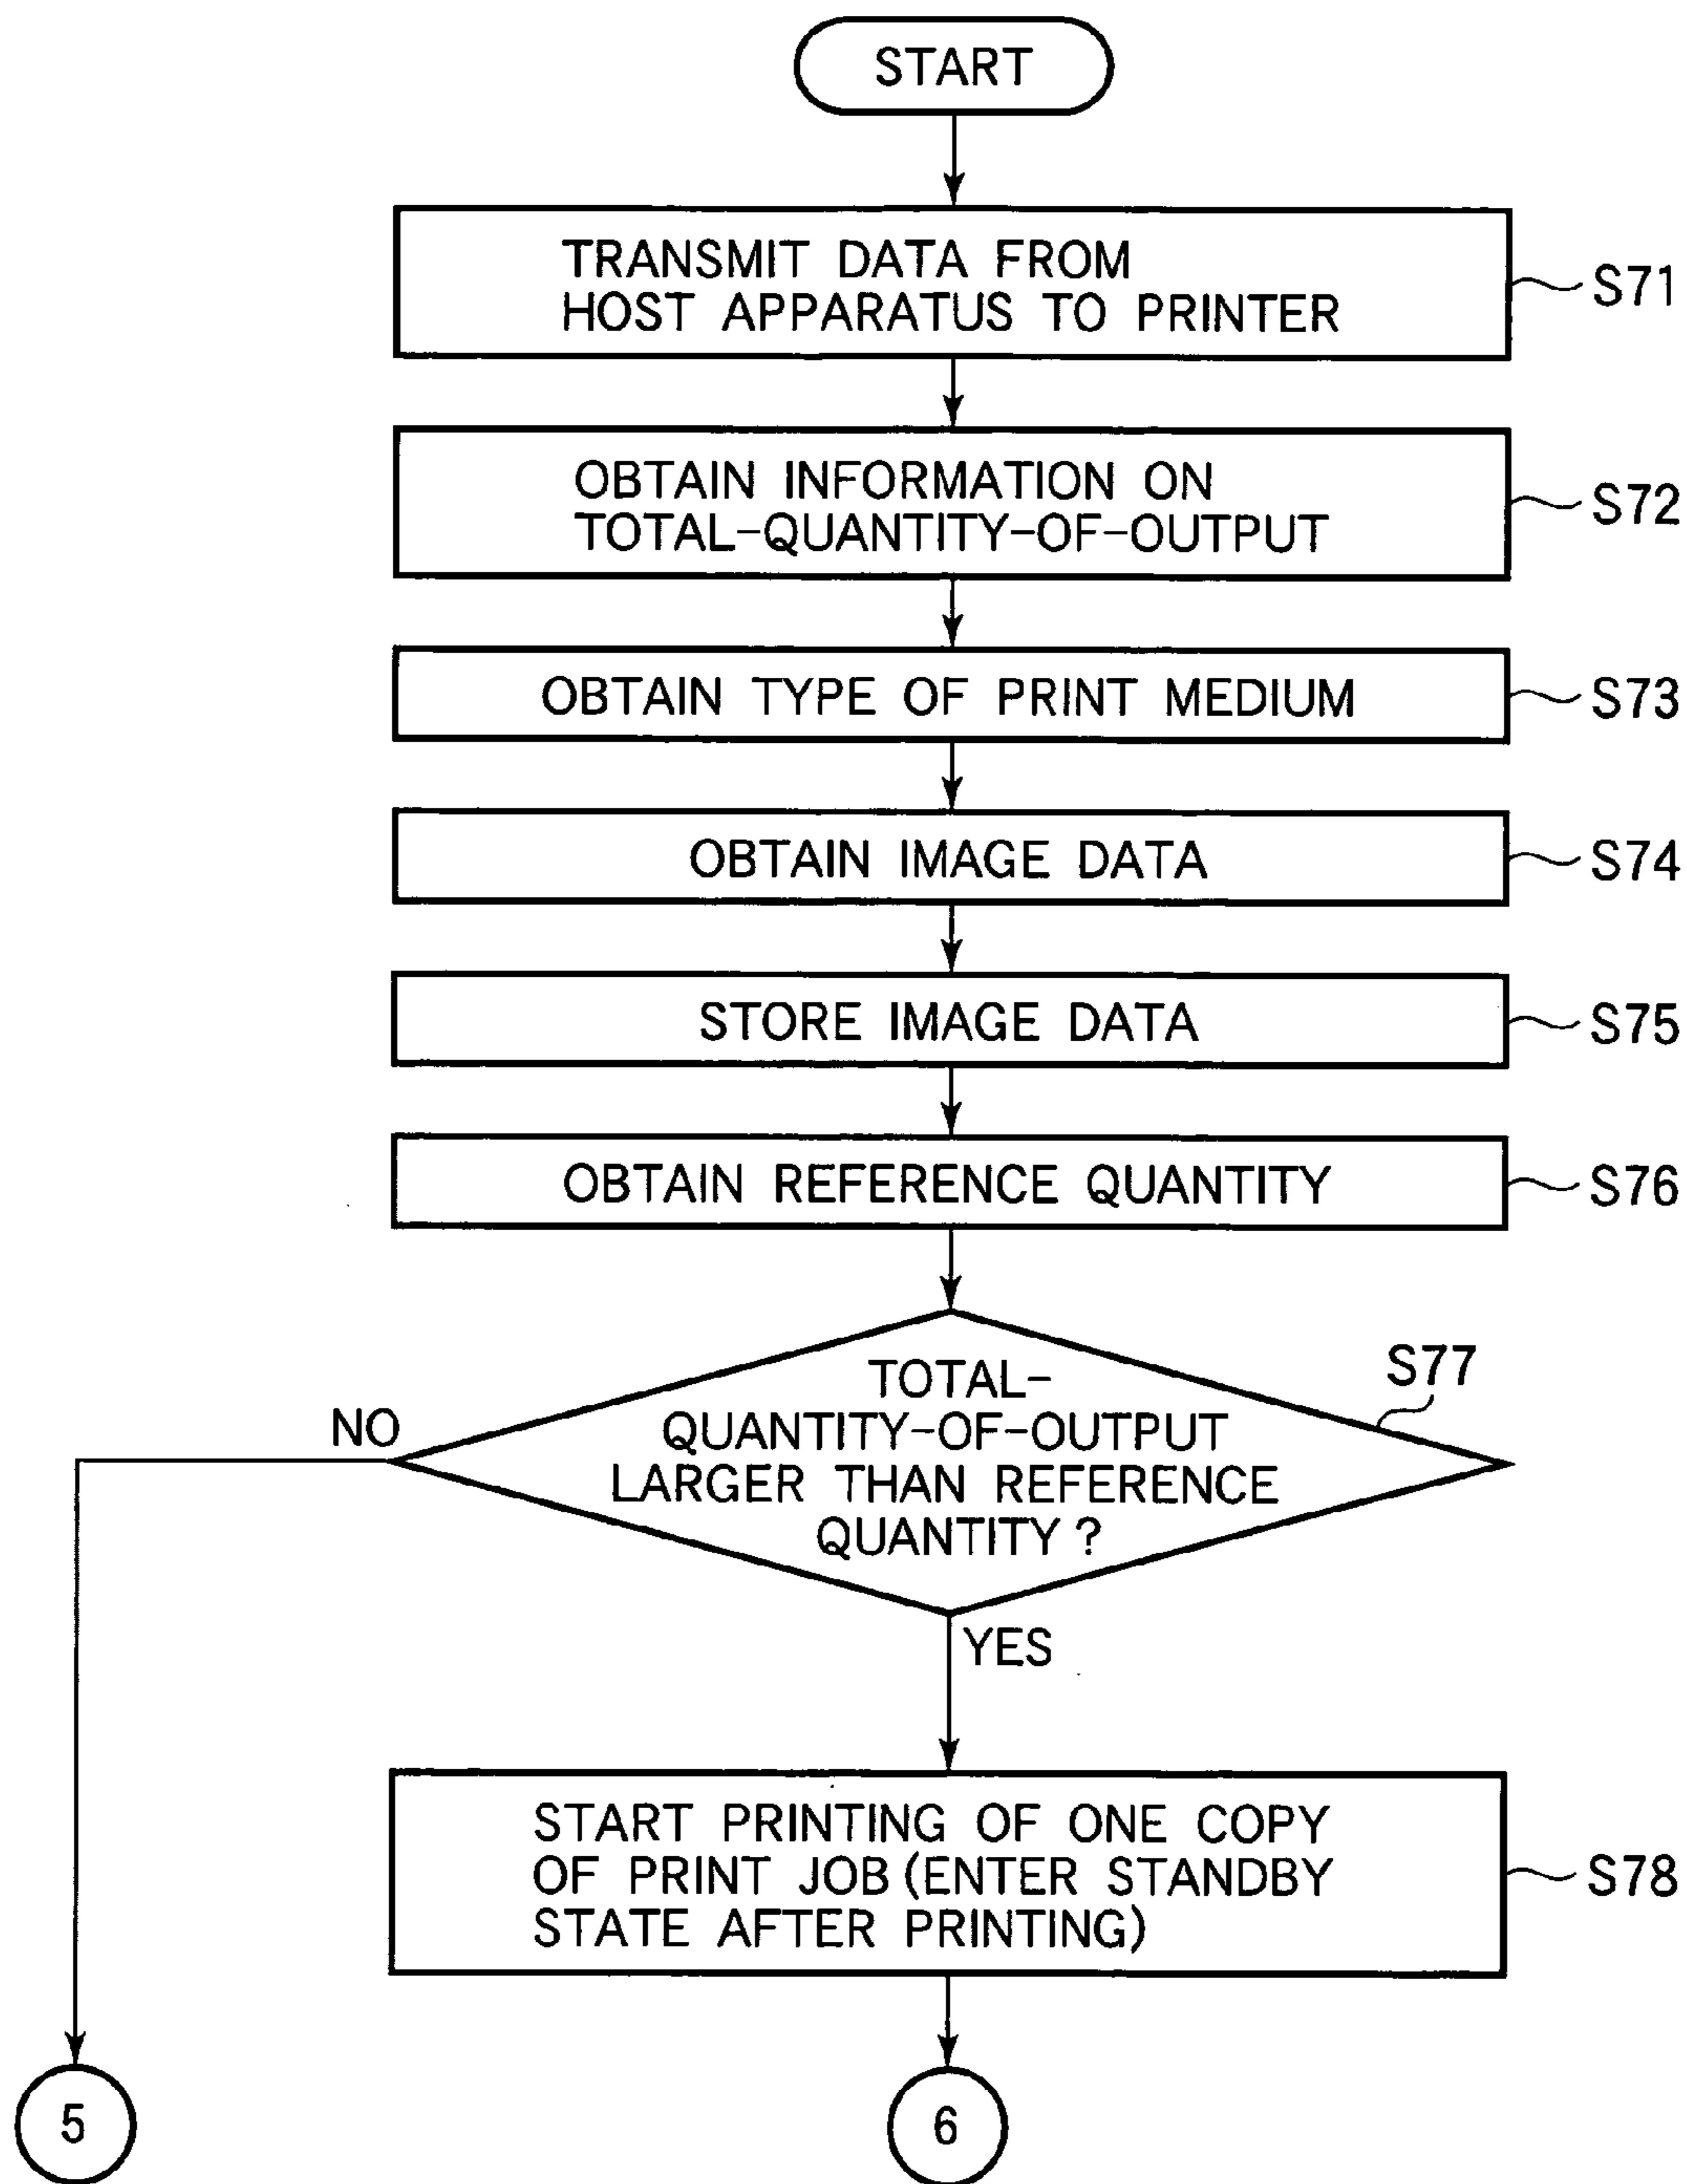 START
TRANSMIT DATA FROM
HOST APPARATUS TO PRINTER
S71
OBTAIN INFORMATION ON
TOTAL-QUANTITY-OF-OUTPUT
S72
OBTAIN TYPE OF PRINT MEDIUM
S73
OBTAIN IMAGE DATA
S74
STORE IMAGE DATA
S75
OBTAIN REFERENCE QUANTITY
S76
TOTAL-
QUANTITY-OF-OUTPUT
LARGER THAN REFERENCE
QUANTITY?
S77
NO
YES
START PRINTING OF ONE COPY
OF PRINT JOB (ENTER STANDBY
STATE AFTER PRINTING)
S78
5
6